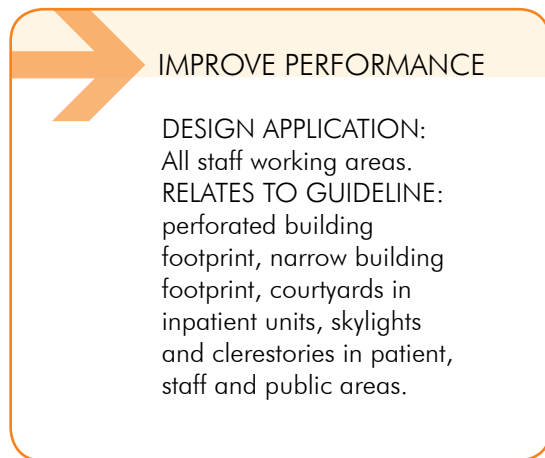 IMPROVE PERFORMANCE
DESIGN APPLICATION:
All staff working areas.
RELATES TO GUIDELINE:
perforated building
footprint, narrow building
footprint, courtyards in
inpatient units, skylights
and clerestories in patient,
staff and public areas.